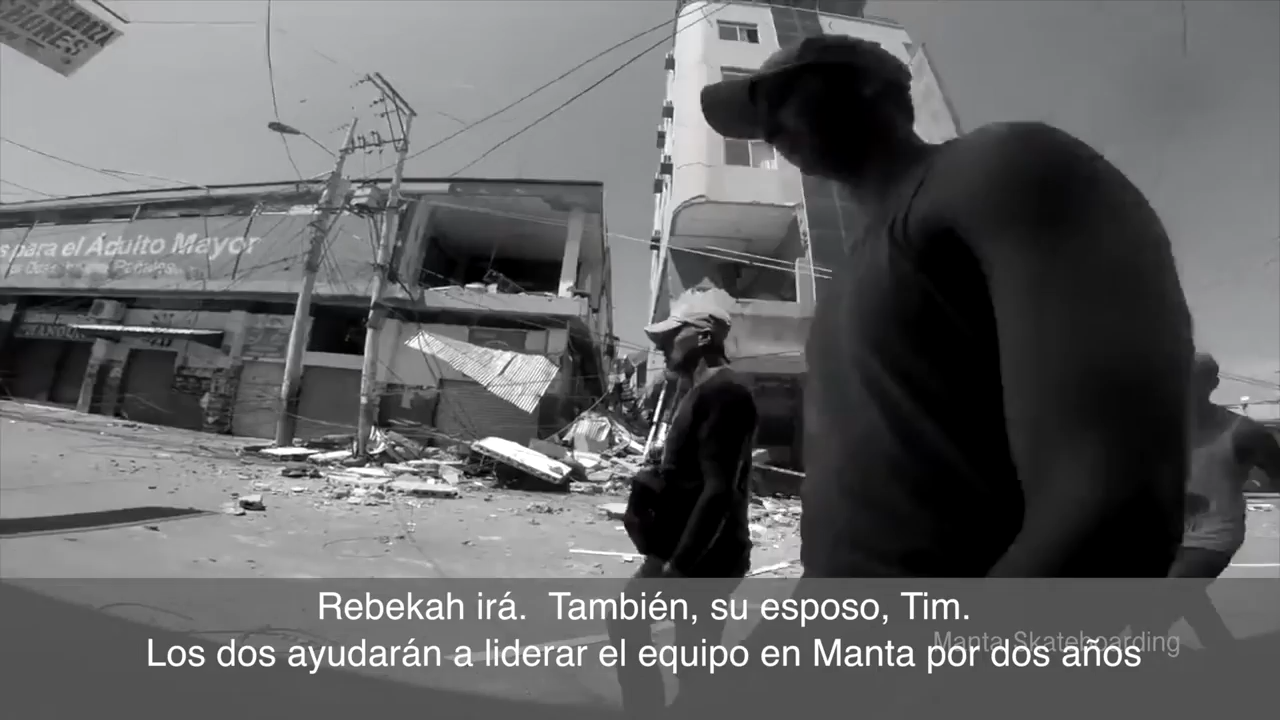 s para el Adulto Mayor
Rebekah irá.  También, su esposo, Tim.
Manta Skateboarding
Los dos ayudarán a liderar el equipo en Manta por dos años